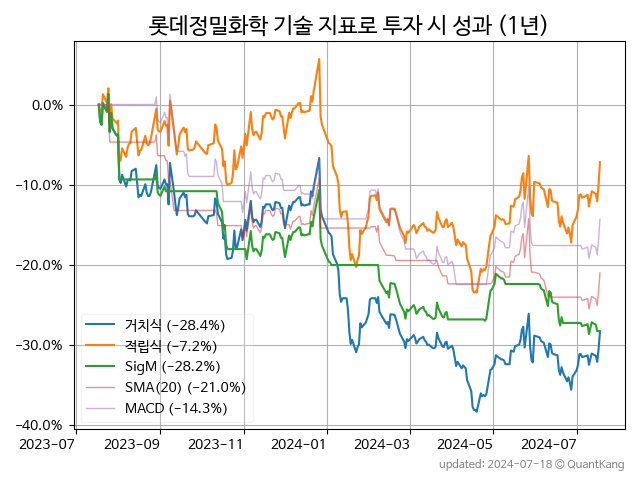 롯데정밀화학 기술 지표로 투자 시 성과 (1년)
0.0%
−10.0%
−20.0%
−30.0%
−40.0%
거치식 (−28.4%)
적립식 (−7.2%)
SigM (−28.2%)
SMA(20) (−21.0%)
MACD (−14.3%)
2023-07 2023-09 2023-11 2024-01 2024-03 2024-05 2024-07
updated: 2024-07-18 © QuantKang